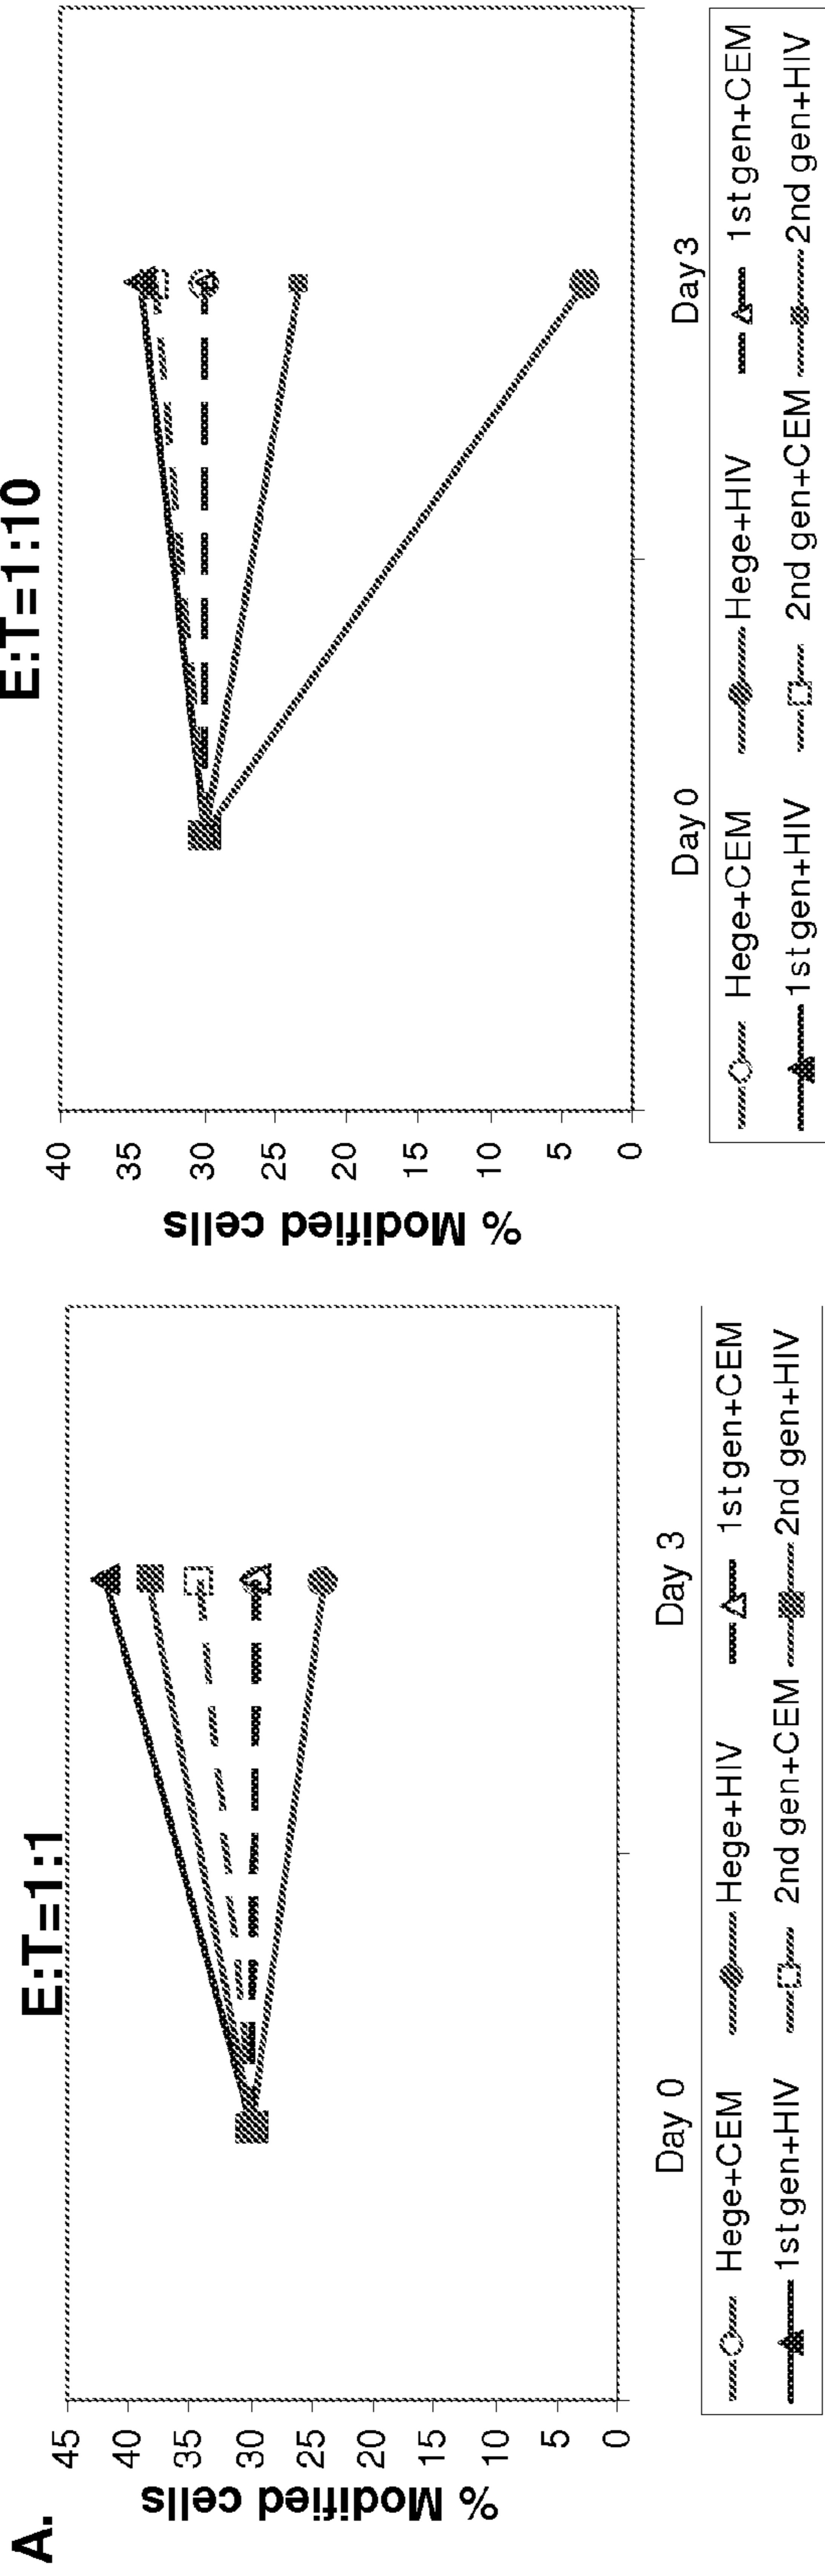 A.
E:T=1:1
45
40
35
30
25
20
15
10
5
0
% Modified cells
Day 0
Day 3
Hege+CEM
Hege+HIV
1st gen+CEM
1st gen+HIV
2nd gen+CEM
2nd gen+HIV
E:T=1:10
40
35
30
25
20
15
10
5
0
% Modified cells
Day 0
Day 3
Hege+CEM
Hege+HIV
1st gen+CEM
1st gen+HIV
2nd gen+CEM
2nd gen+HIV